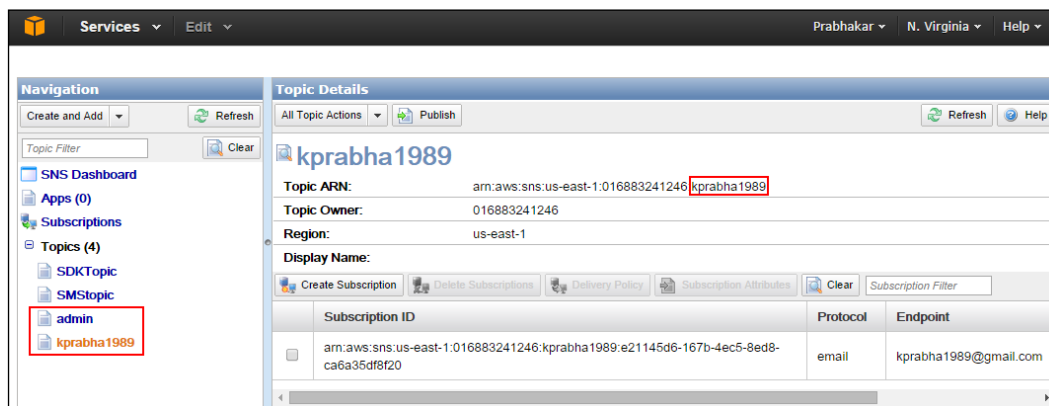 Services Edit Prabhakar N. Virginia Help
Navigation
Create and Add Refresh
Topic Filter Clear
SNS Dashboard
Apps (0)
Subscriptions
Topics (4)
SDKTopic
SMStopic
admin
kprabha1989
Topic Details
All Topic Actions Publish Refresh Help
kprabha1989
Topic ARN: arn:aws:sns:us-east-1:016883241246:kprabha1989
Topic Owner: 016883241246
Region: us-east-1
Display Name:
Create Subscription Delete Subscriptions Delivery Policy Subscription Attributes Clear Subscription Filter
Subscription ID Protocol Endpoint
arn:aws:sns:us-east-1:016883241246:kprabha1989:e21145d6-167b-4ec5-8ed8- email kprabha1989@gmail.com
ca6a35df8f20